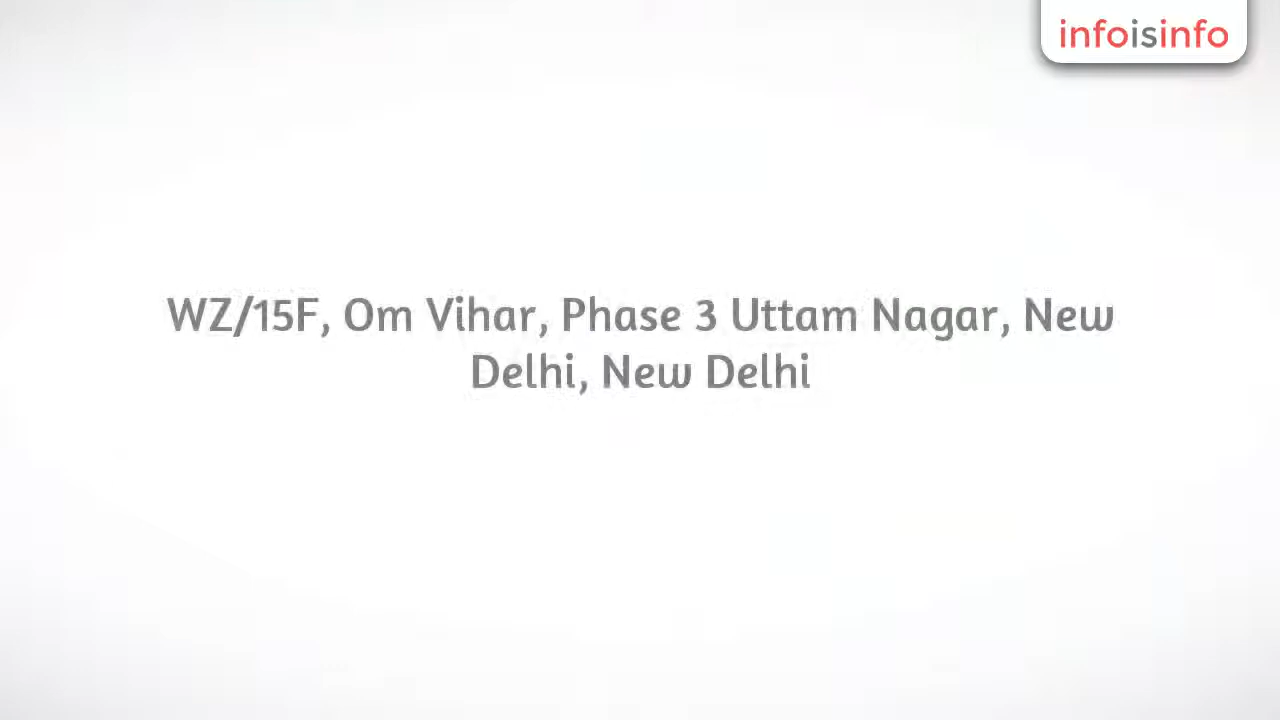 infoisinfo
WZ/15F, Om Vihar, Phase 3 Uttam Nagar, New
Delhi, New Delhi